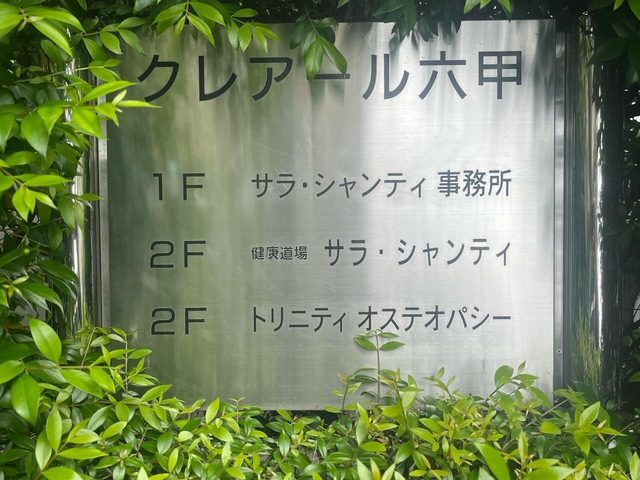 クレアール六甲
1F サラ・シャンティ 事務所
2F 健康道場 サラ・シャンティ
2F トリニティ オステオパシー